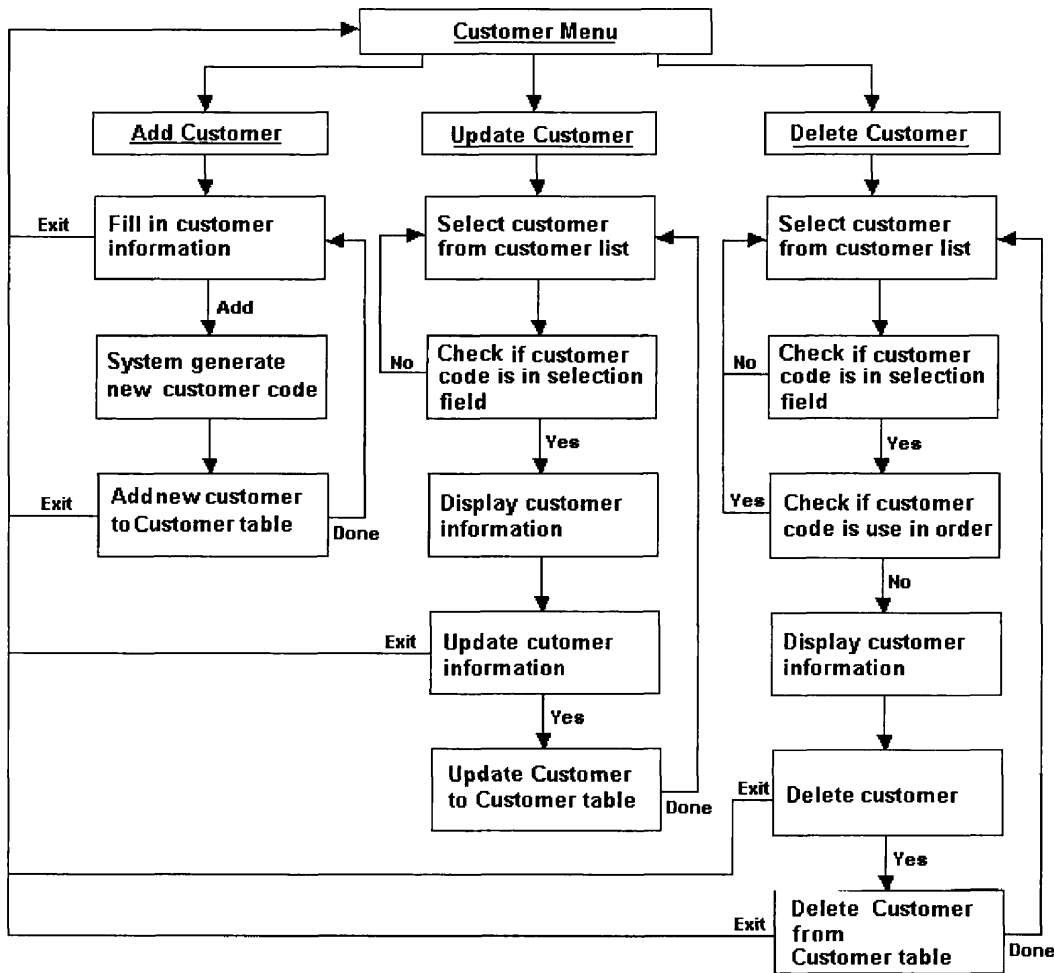 Customer Menu
Add Customer
Update Customer
Delete Customer
Exit
Fill in customer
information
Select customer
from customer list
Select customer
from customer list
Add
System generate
new customer code
No
Check if customer
code is in selection
field
No
Check if customer
code is in selection
field
Yes
Yes
Exit
Add new customer
to Customer table
Done
Display customer
information
Yes
Check if customer
code is use in order
No
Exit
Update cutomer
information
Display customer
information
Yes
Update Customer
to Customer table
Done
Exit
Delete customer
Yes
Exit
Delete Customer
from
Customer table
Done